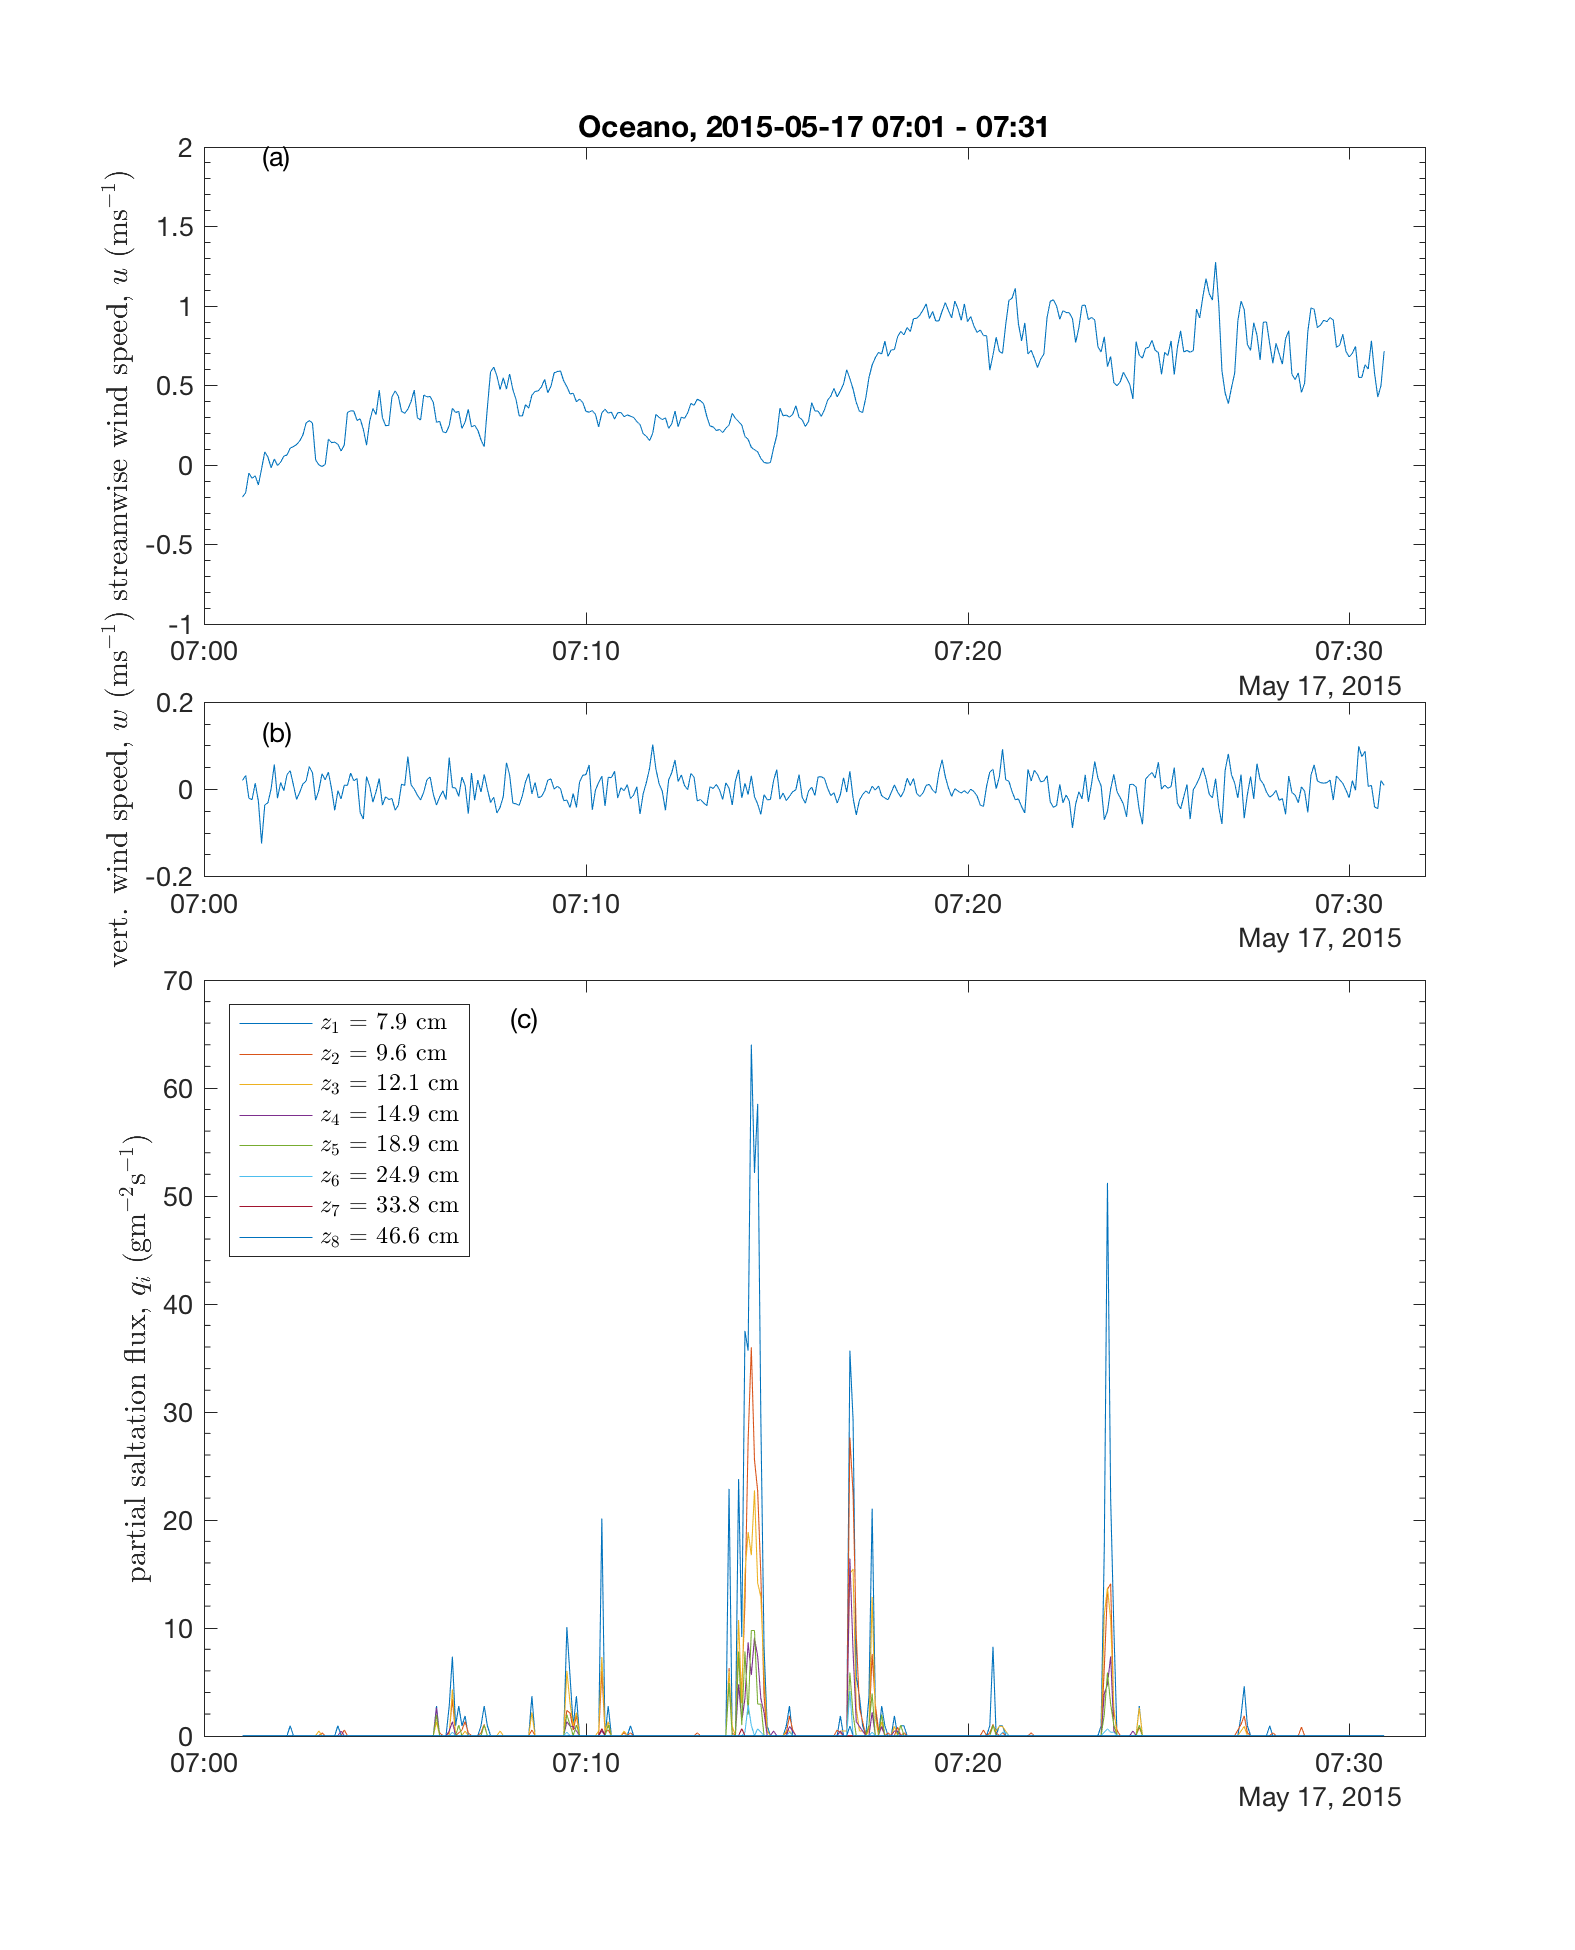 Oceano, 2015-05-17 07:01 - 07:31
(a)
streamwise wind speed, u (ms⁻¹)
2
1.5
1
0.5
0
-0.5
-1
07:00 07:10 07:20 07:30
May 17, 2015
(b)
vert. wind speed, w (ms⁻¹)
0.2
0
-0.2
07:00 07:10 07:20 07:30
May 17, 2015
(c)
partial saltation flux, qᵢ (gm⁻²s⁻¹)
70
60
50
40
30
20
10
0
z₁ = 7.9 cm
z₂ = 9.6 cm
z₃ = 12.1 cm
z₄ = 14.9 cm
z₅ = 18.9 cm
z₆ = 24.9 cm
z₇ = 33.8 cm
z₈ = 46.6 cm
07:00 07:10 07:20 07:30
May 17, 2015